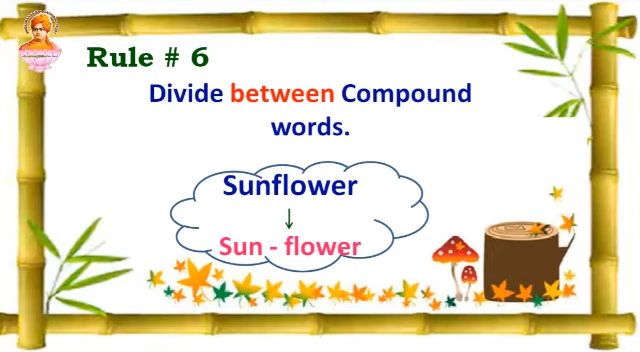 Rule # 6
Divide between Compound
words.
Sunflower
↓
Sun - flower